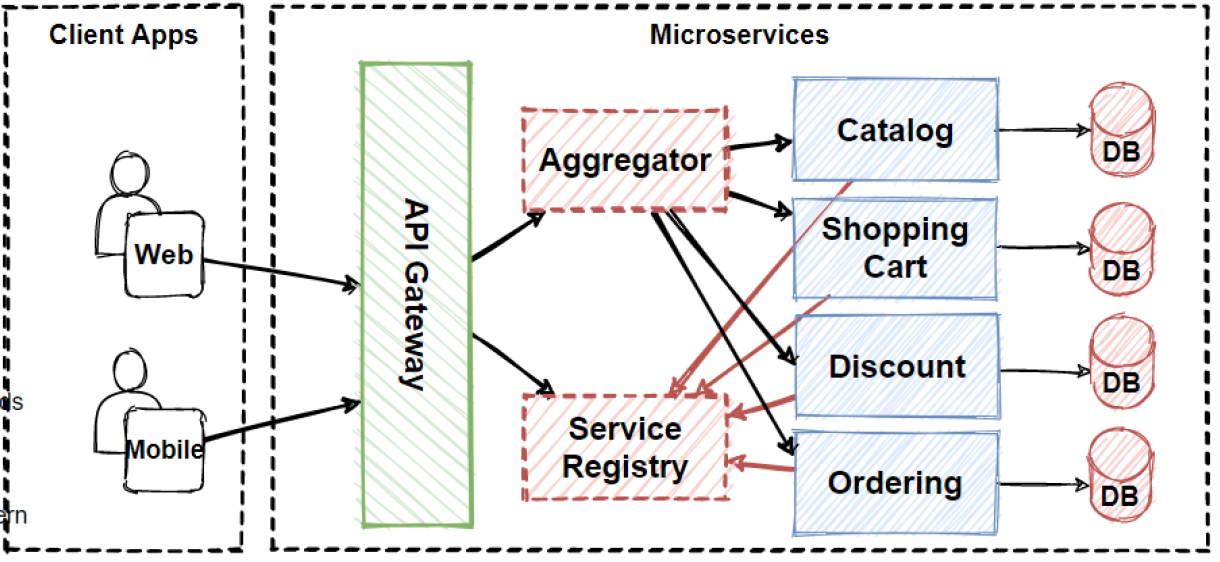 Client Apps
Microservices
Web
Mobile
API Gateway
Aggregator
Service
Registry
Catalog
Shopping
Cart
Discount
Ordering
DB
DB
DB
DB
ern